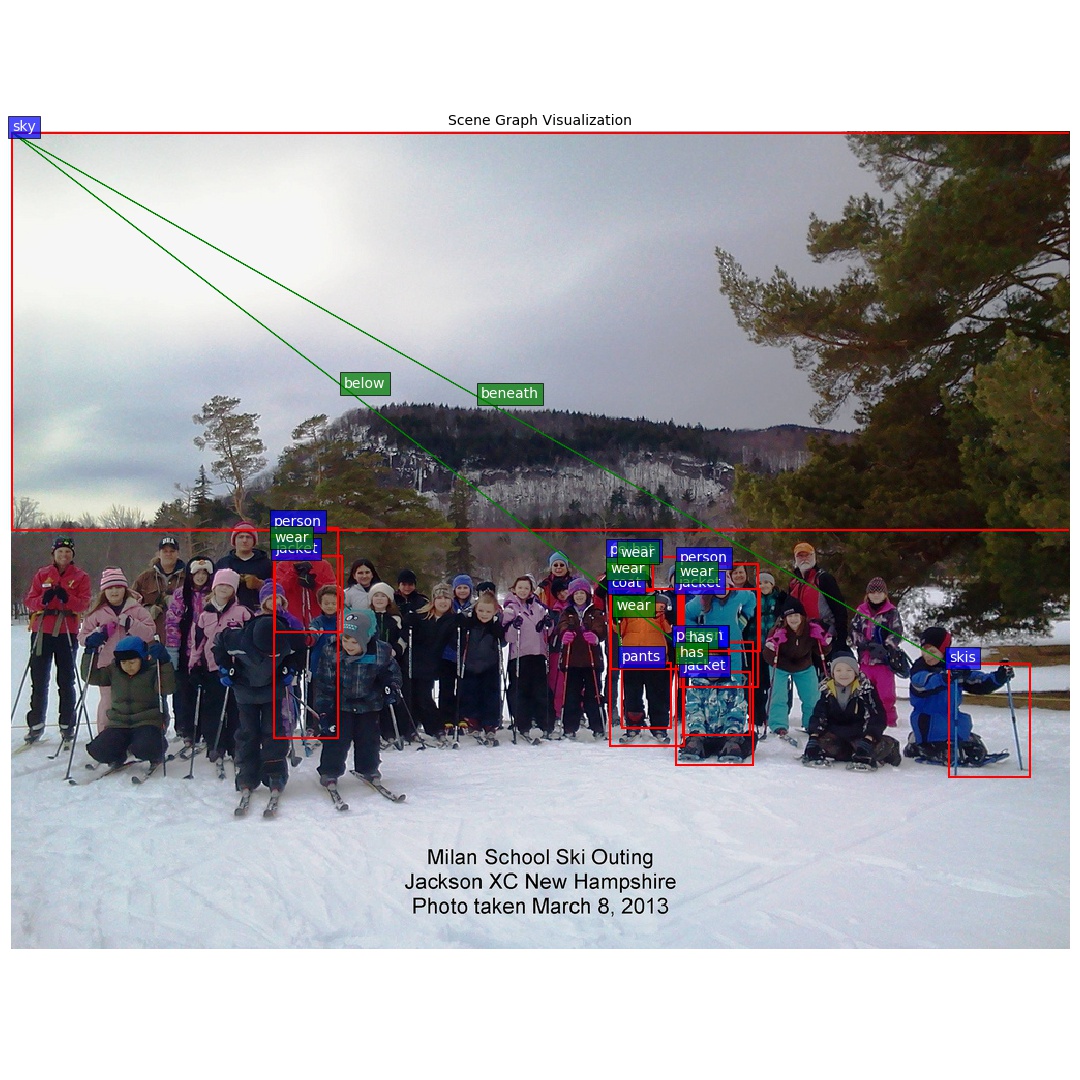 Scene Graph Visualization
sky
below
beneath
person
wear
jacket
wear
wear
coat
wear
pants
person
wear
jacket
has
has
jacket
skis
Milan School Ski Outing
Jackson XC New Hampshire
Photo taken March 8, 2013